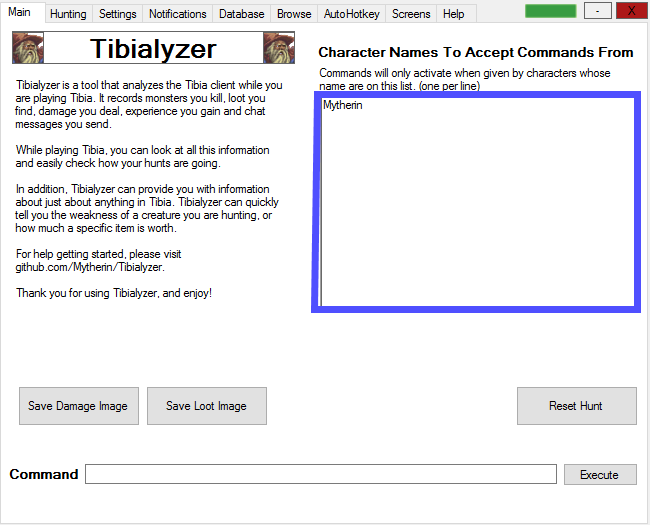 Main
Hunting
Settings
Notifications
Database
Browse
AutoHotkey
Screens
Help
-
X
Tibialyzer
Tibialyzer is a tool that analyzes the Tibia client while you
are playing Tibia. It records monsters you kill, loot you
find, damage you deal, experience you gain and chat
messages you send.
While playing Tibia, you can look at all this information
and easily check how your hunts are going.
In addition, Tibialyzer can provide you with information
about just about anything in Tibia. Tibialyzer can quickly
tell you the weakness of a creature you are hunting, or
how much a specific item is worth.
For help getting started, please visit
github.com/Mytherin/Tibialyzer.
Thank you for using Tibialyzer, and enjoy!
Character Names To Accept Commands From
Commands will only activate when given by characters whose
name are on this list. (one per line)
Mytherin
Save Damage Image
Save Loot Image
Reset Hunt
Command
Execute